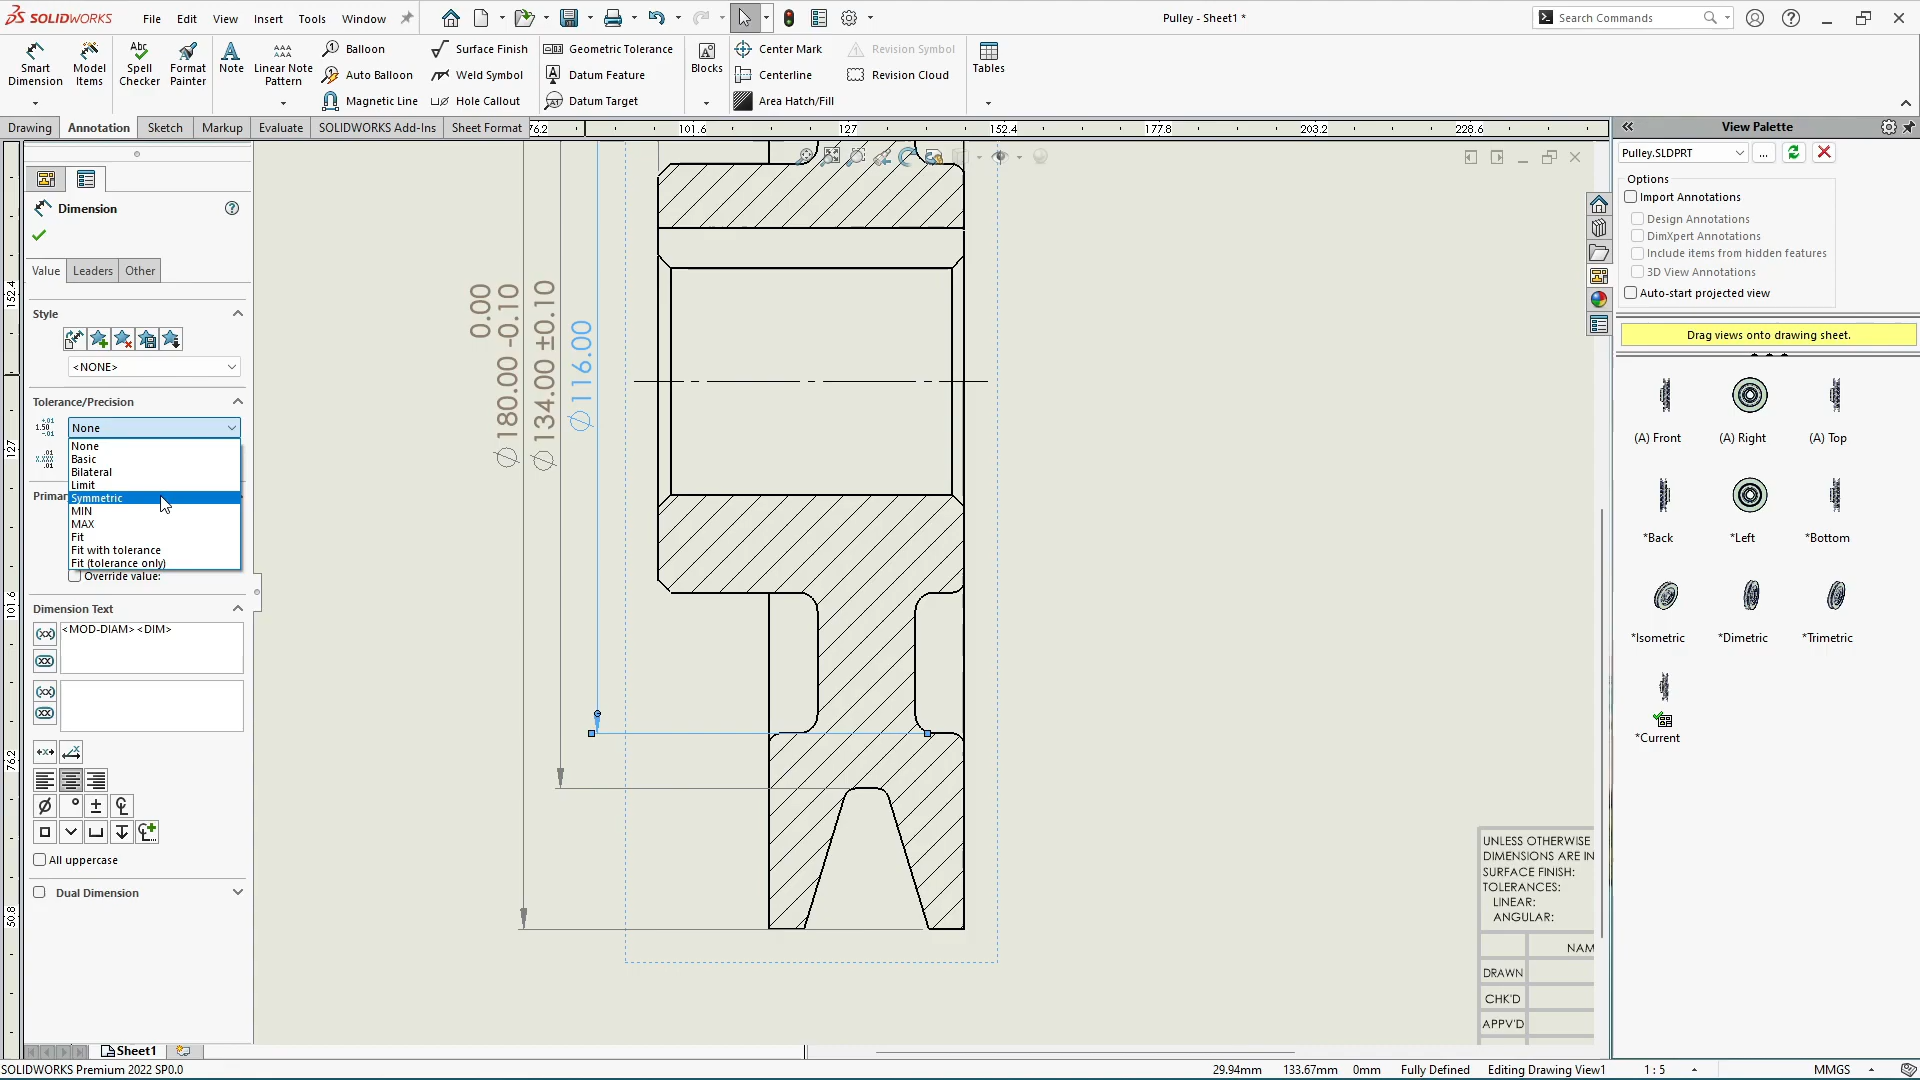 SOLIDWORKS File Edit View Insert Tools Window Pulley - Sheet1 * Search Commands
Smart Dimension
Model Items
Spell Checker
Format Painter
Note
Linear Note Pattern
Balloon
Auto Balloon
Magnetic Line
Surface Finish
Weld Symbol
Hole Callout
Geometric Tolerance
Datum Feature
Datum Target
Blocks
Center Mark
Centerline
Area Hatch/Fill
Revision Symbol
Revision Cloud
Tables
Drawing Annotation Sketch Markup Evaluate SOLIDWORKS Add-Ins Sheet Format
76.2 101.6 127 152.4 177.8 203.2 228.6
152.4
127
101.6
76.2
50.8
Dimension
Value Leaders Other
Style
<NONE>
Tolerance/Precision
None
None
Basic
Bilateral
Limit
Symmetric
MIN
MAX
Fit
Fit with tolerance
Fit (tolerance only)
Primar
Override value:
Dimension Text
<MOD-DIAM><DIM>
All uppercase
Dual Dimension
0.00
∅180.00 -0.10
∅134.00 ±0.10
∅116.00
UNLESS OTHERWISE
DIMENSIONS ARE IN
SURFACE FINISH:
TOLERANCES:
LINEAR:
ANGULAR:
NAM
DRAWN
CHK'D
APPV'D
View Palette
Pulley.SLDPRT
...
Options
Import Annotations
Design Annotations
DimXpert Annotations
Include items from hidden features
3D View Annotations
Auto-start projected view
Drag views onto drawing sheet.
(A) Front (A) Right (A) Top
*Back *Left *Bottom
*Isometric *Dimetric *Trimetric
*Current
Sheet1
SOLIDWORKS Premium 2022 SP0.0 29.94mm 133.67mm 0mm Fully Defined Editing Drawing View1 1 : 5 MMGS